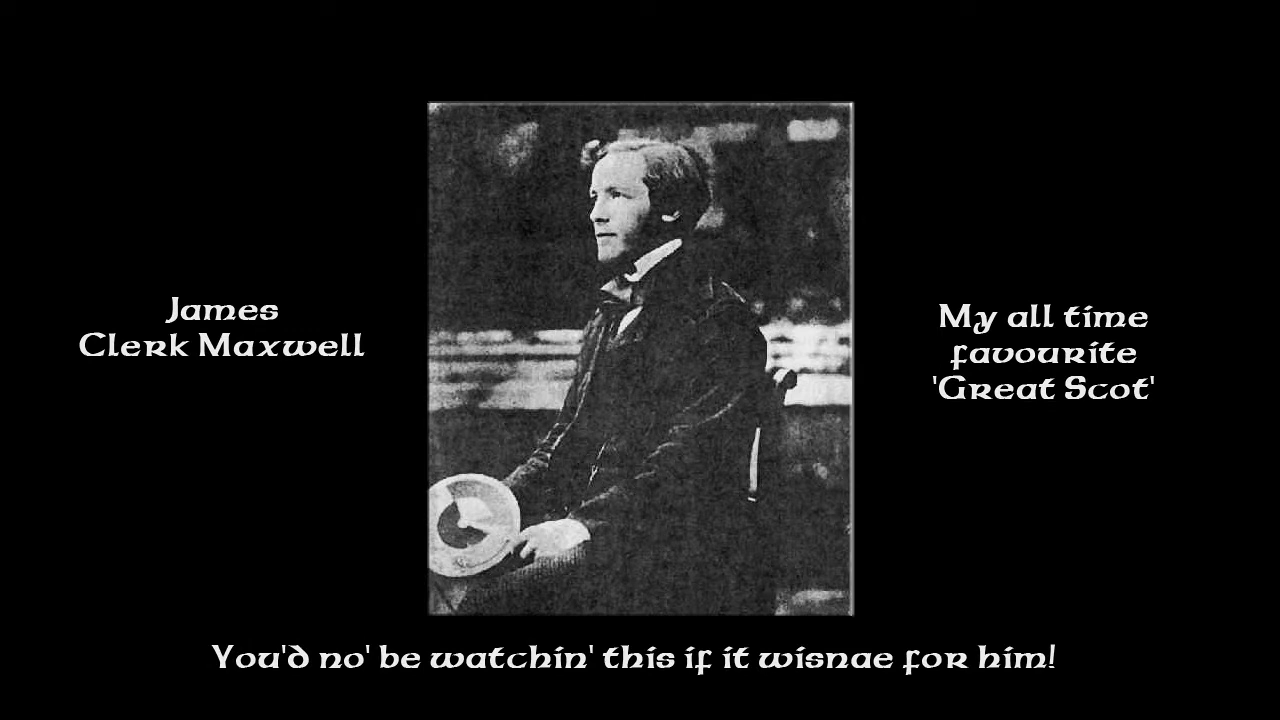 James
Clerk Maxwell
My all time
favourite
'Great Scot'
You'd no' be watchin' this if it wisnae for him!